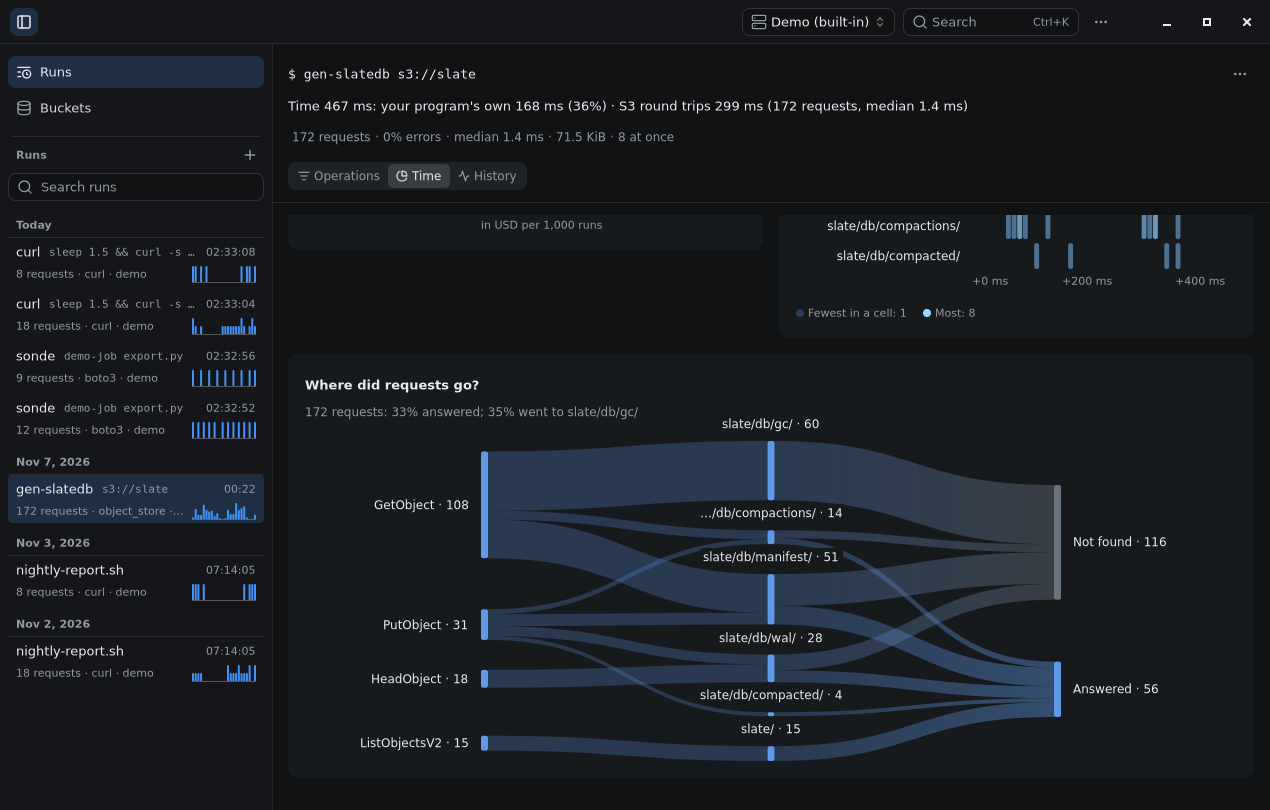 Demo (built-in)
Search
Ctrl+K
Runs
Buckets
Runs
Search runs
Today
curl sleep 1.5 && curl -s … 02:33:08
8 requests · curl · demo
curl sleep 1.5 && curl -s … 02:33:04
18 requests · curl · demo
sonde demo-job export.py 02:32:56
9 requests · boto3 · demo
sonde demo-job export.py 02:32:52
12 requests · boto3 · demo
Nov 7, 2026
gen-slatedb s3://slate 00:22
172 requests · object_store ·…
Nov 3, 2026
nightly-report.sh 07:14:05
8 requests · curl · demo
Nov 2, 2026
nightly-report.sh 07:14:05
18 requests · curl · demo
$ gen-slatedb s3://slate
Time 467 ms: your program's own 168 ms (36%) · S3 round trips 299 ms (172 requests, median 1.4 ms)
172 requests · 0% errors · median 1.4 ms · 71.5 KiB · 8 at once
Operations
Time
History
in USD per 1,000 runs
slate/db/compactions/
slate/db/compacted/
+0 ms
+200 ms
+400 ms
Fewest in a cell: 1
Most: 8
Where did requests go?
172 requests: 33% answered; 35% went to slate/db/gc/
slate/db/gc/ · 60
GetObject · 108
…/db/compactions/ · 14
Not found · 116
slate/db/manifest/ · 51
PutObject · 31
slate/db/wal/ · 28
HeadObject · 18
slate/db/compacted/ · 4
Answered · 56
slate/ · 15
ListObjectsV2 · 15